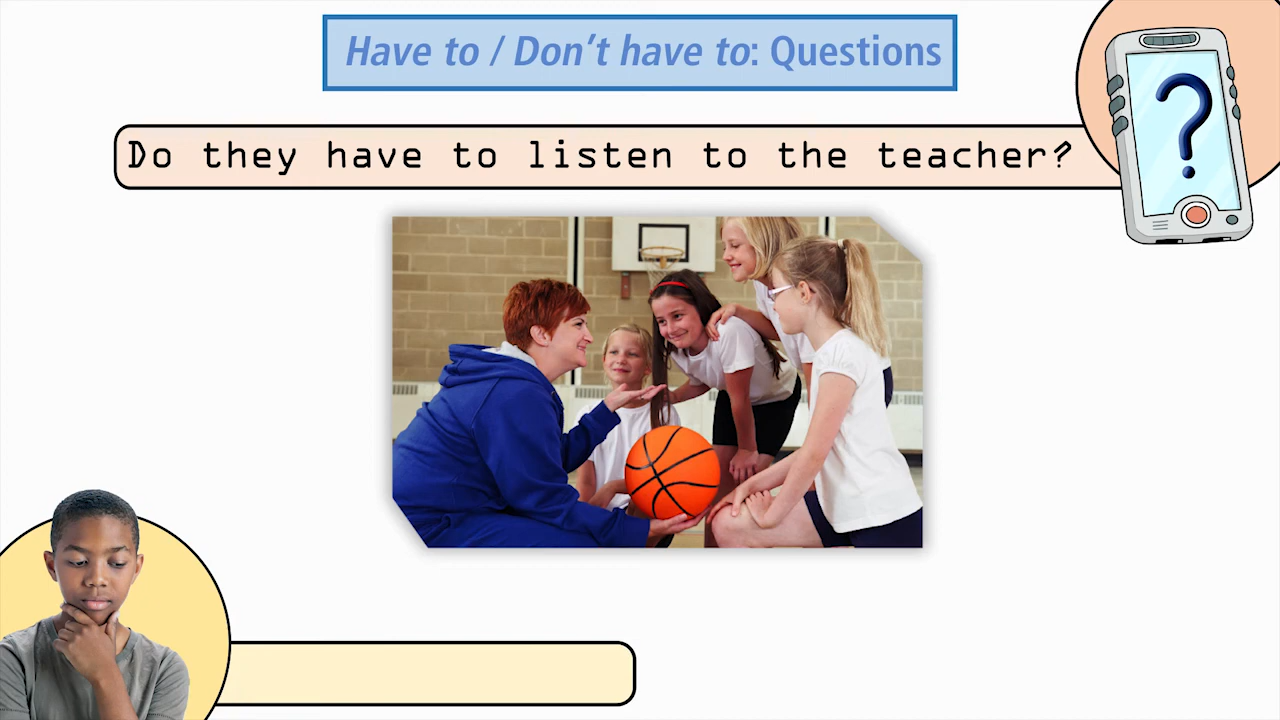 Have to / Don't have to: Questions
Do they have to listen to the teacher?
?